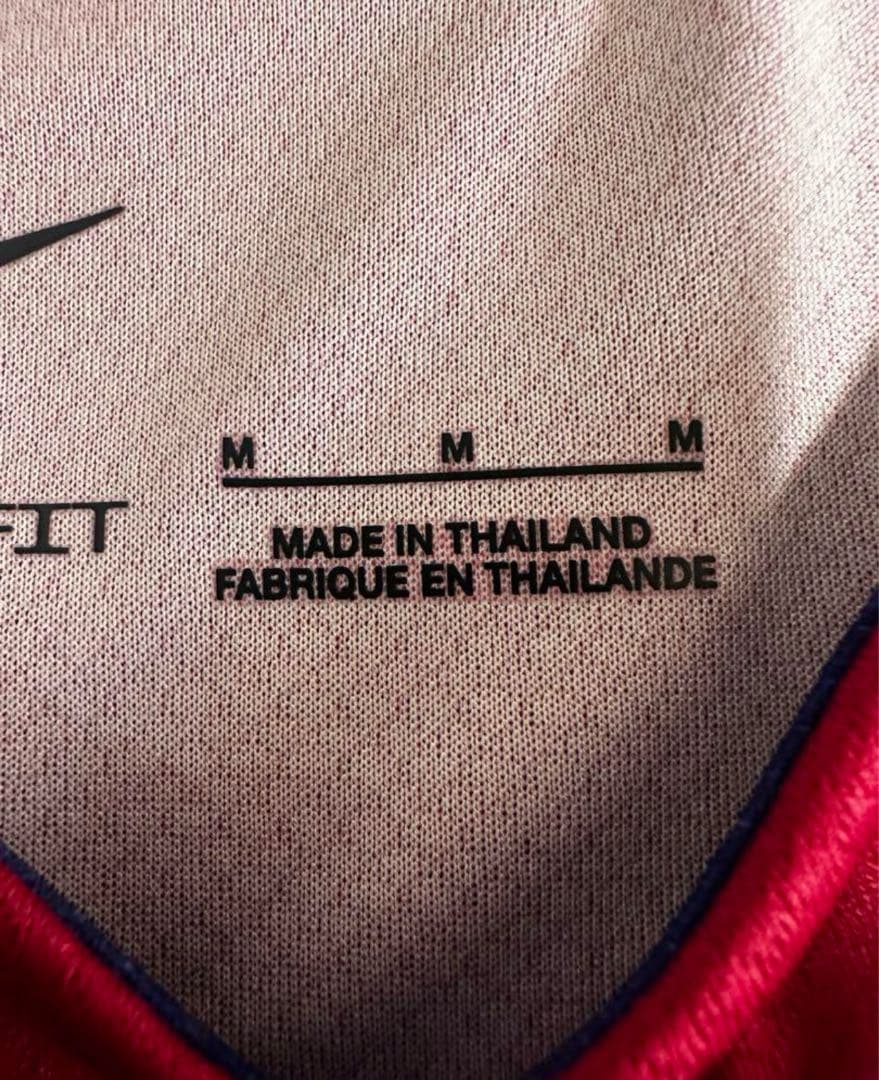 M M M
FIT
MADE IN THAILAND
FABRIQUE EN THAILANDE